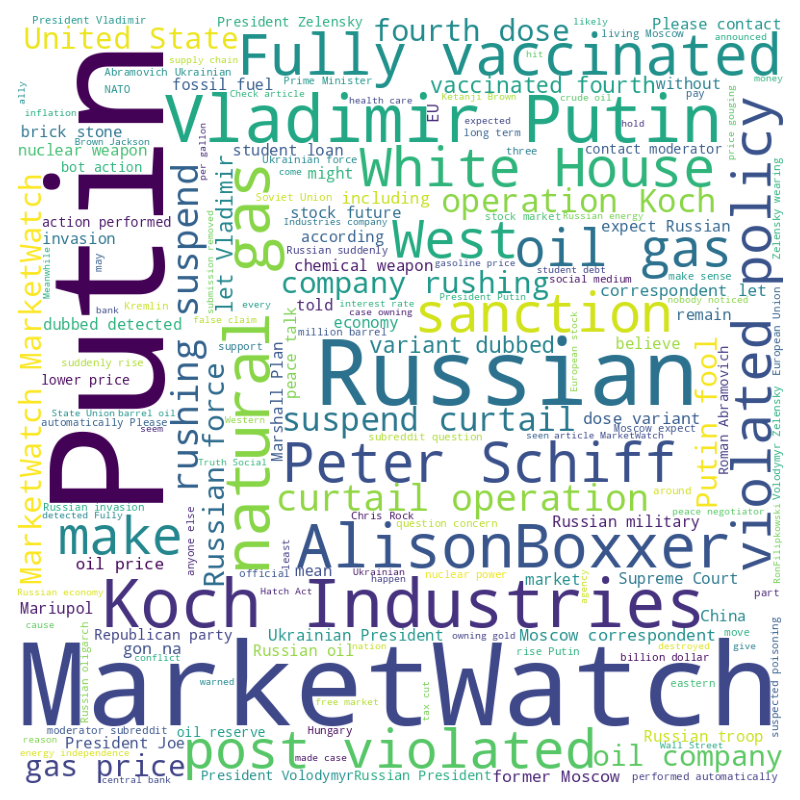 President Vladimir
President Zelensky
likely
announced
United State
fourth dose
living Moscow
Please contact
supply chain
Fully vaccinated
hit
Abramovich Ukrainian
fossil fuel
Prime Minister
money
ally
NATO
Check article
vaccinated fourth
without
inflation
Vladimir Putin
health care
Ketanji Brown
crude oil
pay
EU
price gouging
brick stone
expected
long term
hold
Brown Jackson
student loan
three
contact moderator
nuclear weapon
Ukrainian force
might
White House
bot action
come
Putin
per gallon
Soviet Union
including
operation Koch
policy
Zelensky wearing
action performed
let Vladimir
stock future
stock market
Russian energy
expect Russian
MarketWatch MarketWatch
invasion
Industries company
according
West
oil gas
Meanwhile
may
submission removed
Russian suddenly
gasoline price
chemical weapon
student debt
social medium
make sense
Kremlin
every
told
company rushing
correspondent let
bank
interest rate
President Putin
nobody noticed
false claim
case owning
sanction
remain
European Union
dubbed detected
million barrel
economy
peace talk
rushing suspend
natural gas
support
variant dubbed
European stock
believe
suddenly rise
Marshall Plan
Russian
lower price
Western
Roman Abramovich
State Union
barrel oil
suspend curtail
dose variant
Putin fool
automatically Please
Russian force
Moscow expect
violated
seem
subreddit question
seen article MarketWatch
Truth Social
Peter Schiff
Volodymyr Zelensky
detected Fully
curtail operation
around
Russian invasion
anyone else
Chris Rock
peace negotiator
make
question concern
Russian military
RonFilipkowski
oil price
least
AlisonBoxxer
Ukrainian
mean
official
happen
nuclear power
market
agency
Supreme Court
Russian economy
Hatch Act
part
Mariupol
Koch Industries
China
cause
Republican party
Ukrainian President
owning gold
Moscow correspondent
move
gon na
destroyed
give
Russian oligarch
Russian oil
nation
rise Putin
suspected poisoning
conflict
warned
MarketWatch
billion dollar
eastern
free market
tax cut
moderator subreddit
oil reserve
Hungary
Russian troop
reason
President Joe
post violated
Wall Street
energy independence
made case
oil company
gas price
central bank
President Volodymyr
Russian President
former Moscow
performed automatically